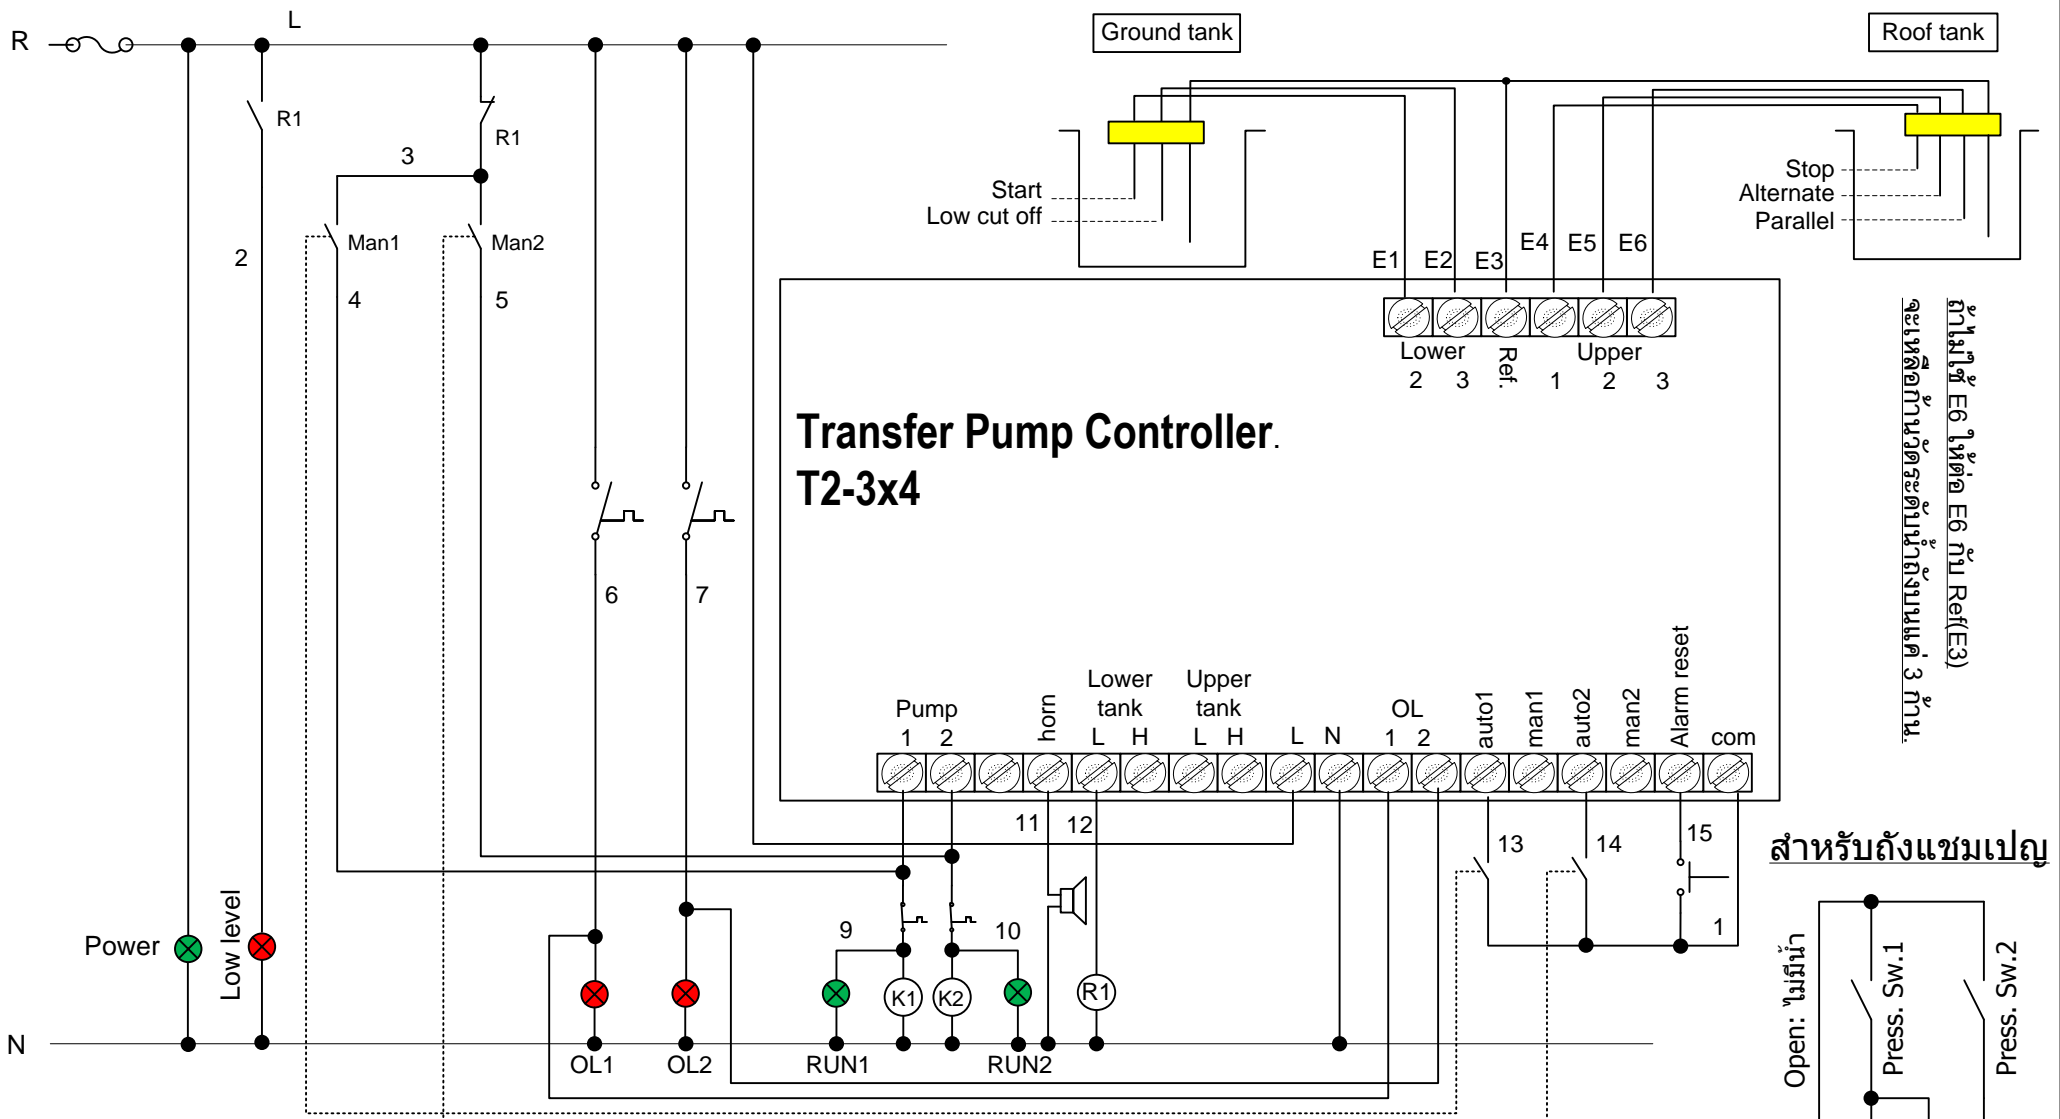 R
L
Ground tank
Roof tank
R1
R1
3
Start
Low cut off
Stop
Alternate
Parallel
2
Man1
Man2
4
5
E1
E2
E3
E4
E5
E6
Lower
2 3
Ref.
Upper
1 2 3
Transfer Pump Controller.
T2-3x4
ถ้าไม่ใช้ E6 ให้ต่อ E6 กับ Ref(E3)
จะเหลือก้านวัดระดับน้ำถังบนแค่ 3 ก้าน.
6
7
Pump
1 2
horn
Lower
tank
L H
Upper
tank
L H
L N
OL
1 2
auto1
man1
auto2
man2
Alarm reset
com
11
12
13
14
15
1
9
10
Power
Low level
K1
K2
R1
N
OL1
OL2
RUN1
RUN2
สำหรับถังแชมเปญ
Open: ไม่มีน้ำ
Press. Sw.1
Press. Sw.2